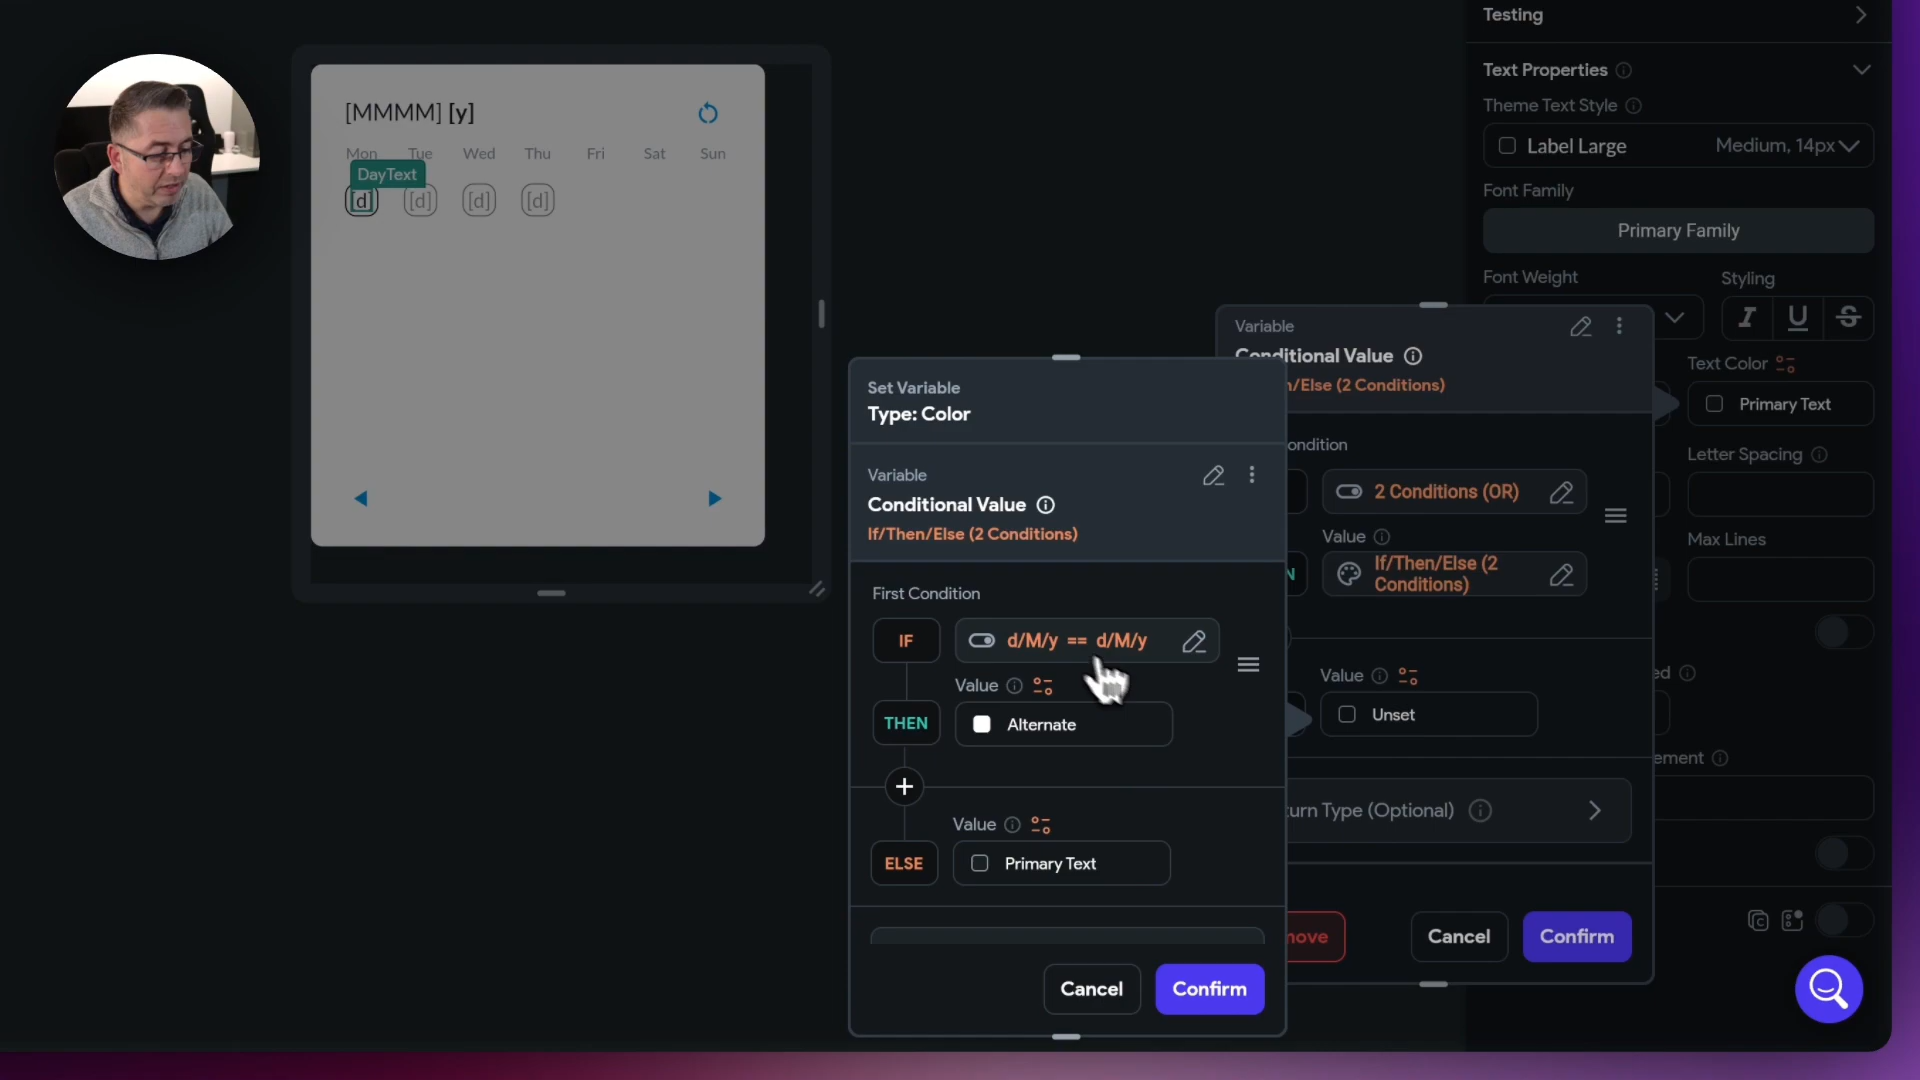 [MMMM] [y]
Mon Tue Wed Thu Fri Sat Sun
DayText
[d] [d] [d] [d]
Set Variable
Type: Color
Variable
Conditional Value
If/Then/Else (2 Conditions)
First Condition
IF
d/M/y == d/M/y
Value
THEN
Alternate
Value
ELSE
Primary Text
Cancel
Confirm
Variable
Conditional Value
n/Else (2 Conditions)
ondition
2 Conditions (OR)
Value
N
If/Then/Else (2
Conditions)
Value
Unset
urn Type (Optional)
nove
Cancel
Confirm
Testing
Text Properties
Theme Text Style
Label Large
Medium, 14px
Font Family
Primary Family
Font Weight
Styling
I U S
Text Color
Primary Text
Letter Spacing
Max Lines
ed
ement